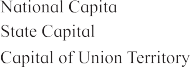 National Capita
State Capital
Capital of Union Territory